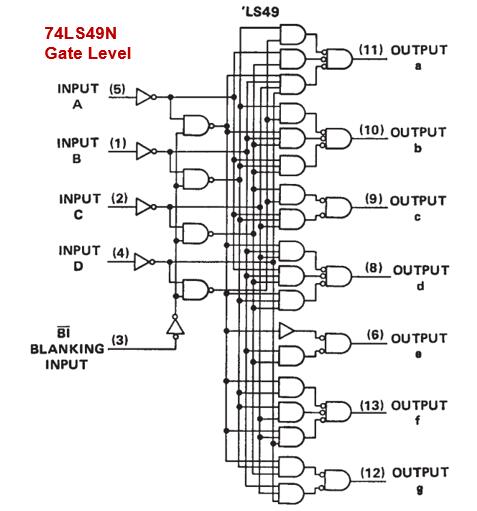 'LS49
74LS49N
Gate Level
INPUT
A
(5)
INPUT
B
(1)
INPUT
C
(2)
INPUT
D
(4)
BI
BLANKING
INPUT
(3)
(11) OUTPUT
a
(10) OUTPUT
b
(9) OUTPUT
c
(8) OUTPUT
d
(6) OUTPUT
e
(13) OUTPUT
f
(12) OUTPUT
g